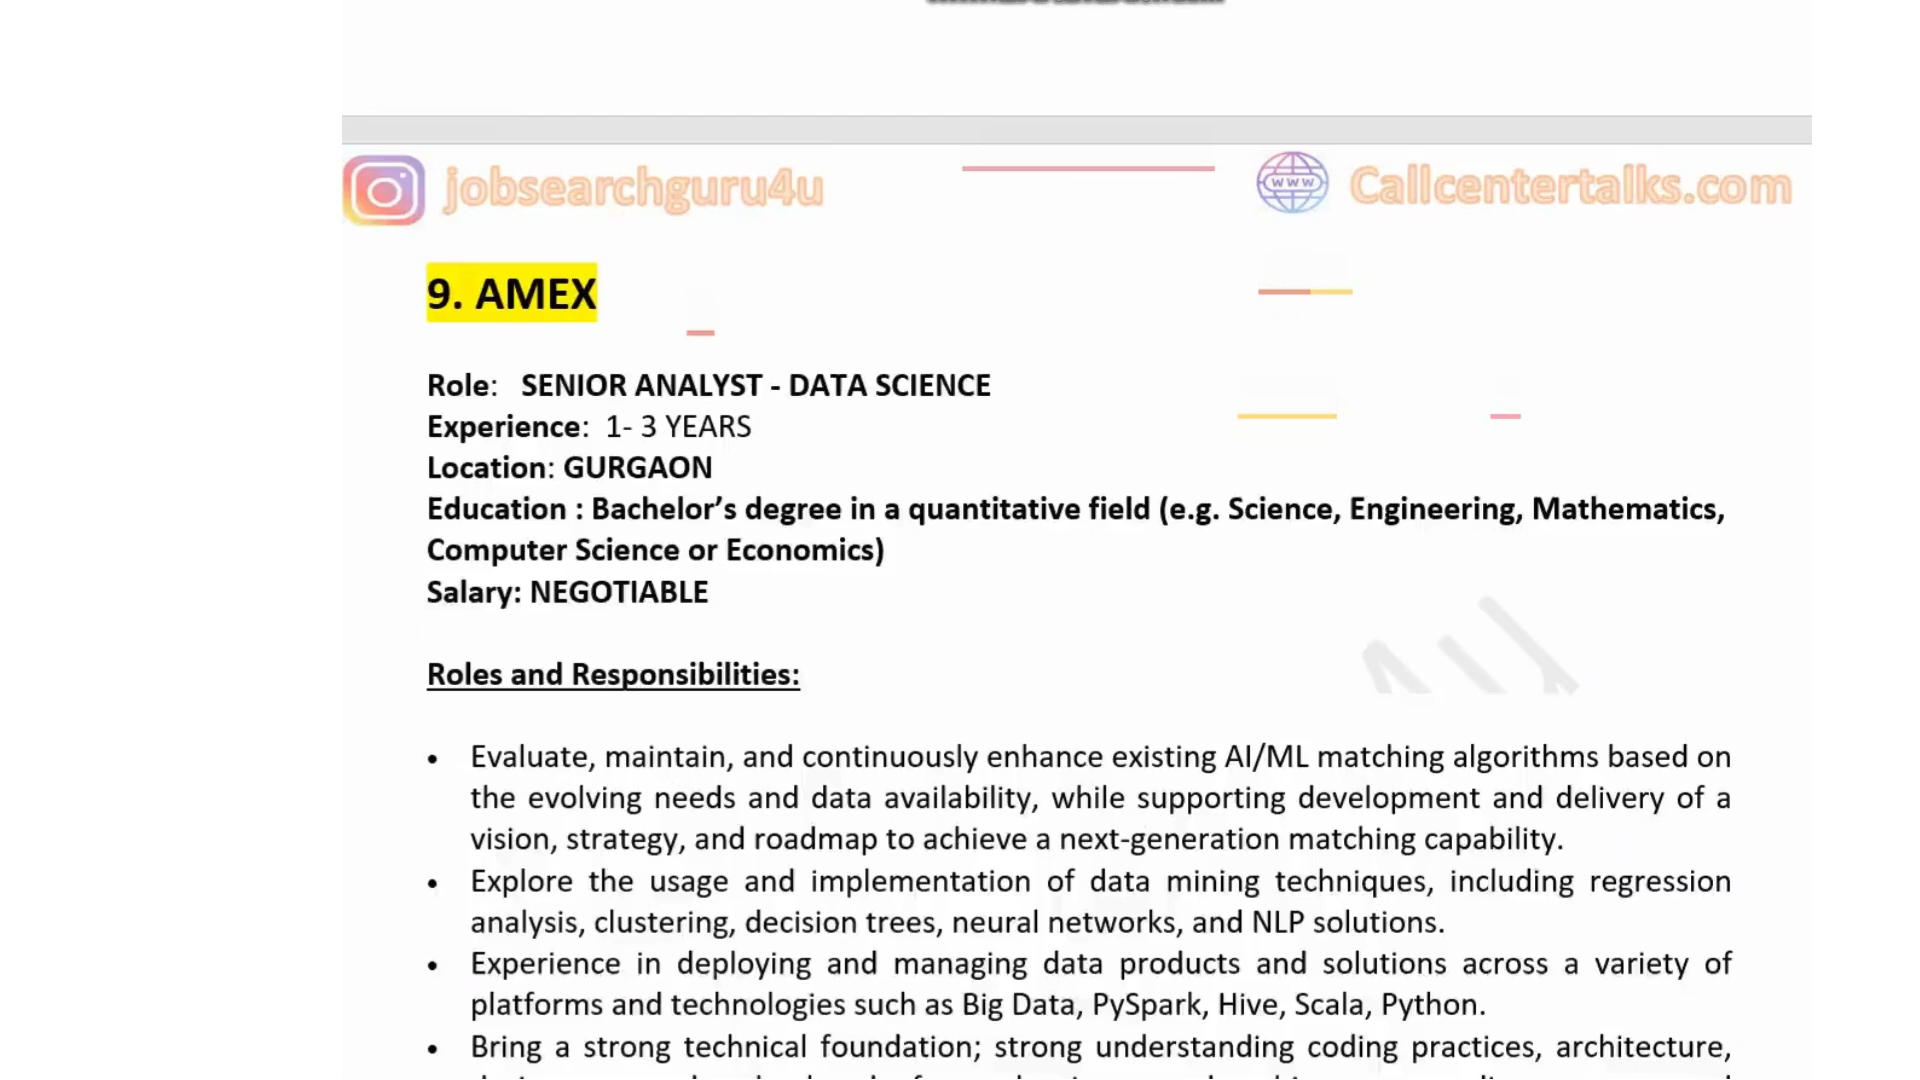 jobsearchguru4u
www Callcentertalks.com
9. AMEX
Role: SENIOR ANALYST - DATA SCIENCE
Experience: 1- 3 YEARS
Location: GURGAON
Education : Bachelor’s degree in a quantitative field (e.g. Science, Engineering, Mathematics,
Computer Science or Economics)
Salary: NEGOTIABLE
Roles and Responsibilities:
• Evaluate, maintain, and continuously enhance existing AI/ML matching algorithms based on
the evolving needs and data availability, while supporting development and delivery of a
vision, strategy, and roadmap to achieve a next-generation matching capability.
• Explore the usage and implementation of data mining techniques, including regression
analysis, clustering, decision trees, neural networks, and NLP solutions.
• Experience in deploying and managing data products and solutions across a variety of
platforms and technologies such as Big Data, PySpark, Hive, Scala, Python.
• Bring a strong technical foundation; strong understanding coding practices, architecture,